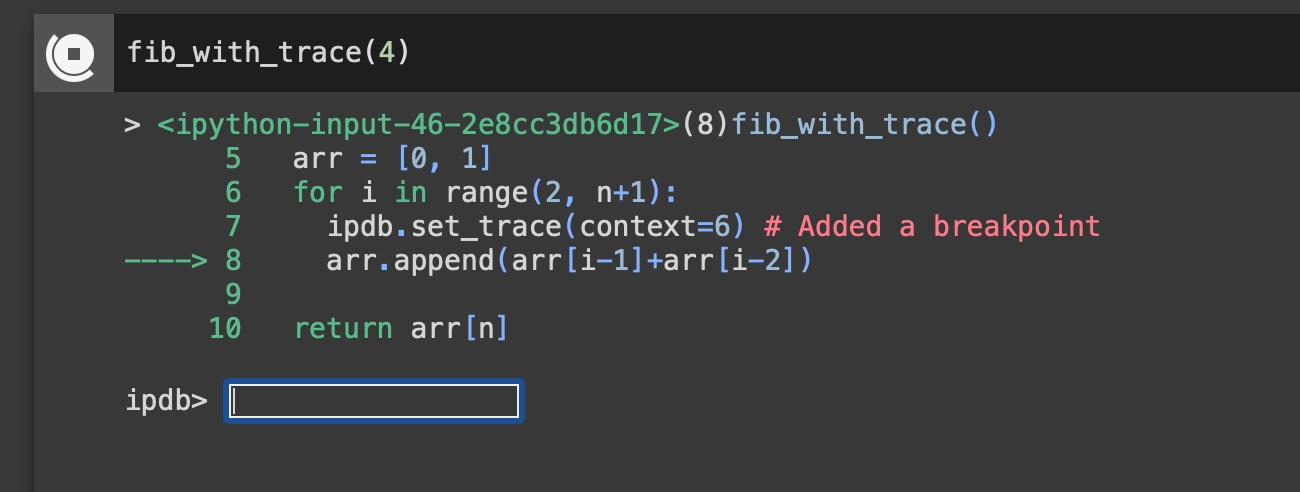 fib_with_trace(4)
> <ipython-input-46-2e8cc3db6d17>(8)fib_with_trace()
      5   arr = [0, 1]
      6   for i in range(2, n+1):
      7     ipdb.set_trace(context=6) # Added a breakpoint
----> 8     arr.append(arr[i-1]+arr[i-2])
      9
     10   return arr[n]
ipdb>